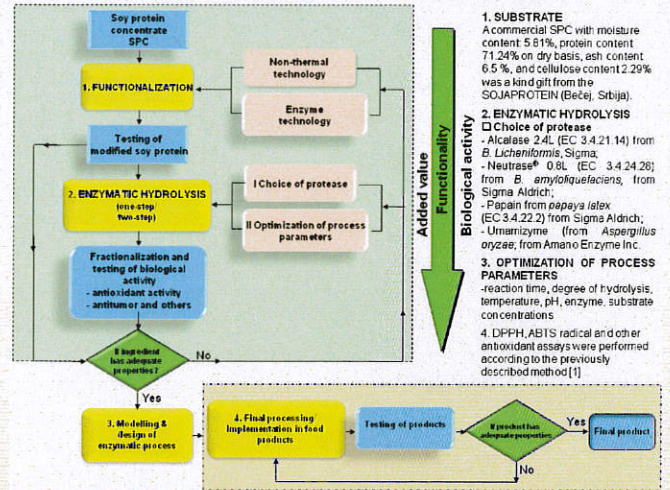 Soy protein
concentrate
SPC
1. FUNCTIONALIZATION
Non-thermal
technology
Enzyme
technology
Testing of
modified soy protein
2. ENZYMATIC HYDROLYSIS
(one-step/
two-step)
I Choice of protease
II Optimization of process
parameters
Fractionalization and
testing of biological
activity
- antioxidant activity
- antitumor and others
If ingredient
has adequate
properties?
No
Yes
3. Modelling &
design of
enzymatic process
4. Final processing/
Implementation in food
products
Testing of products
If product has
adequate properties
Yes
No
Final product
Added value
Functionality
Biological activity
1. SUBSTRATE
A commercial SPC with moisture
content: 5.81%, protein content
71.24% on dry basis, ash content
6.5 %, and cellulose content 2.29%
was a kind gift from the
SOJAPROTEIN (Bečej, Srbija).
2. ENZYMATIC HYDROLYSIS
❑ Choice of protease
- Alcalase 2.4L (EC 3.4.21.14) from
B. Licheniformis, Sigma;
- Neutrase® 0.8L (EC 3.4.24.28)
from B. amyloliquefaciens, from
Sigma Aldrich;
- Papain from papaya latex
(EC 3.4.22.2) from Sigma Aldrich;
- Umamizyme (from Aspergillus
oryzae; from Amano Enzyme Inc.
3. OPTIMIZATION OF PROCESS
PARAMETERS
-reaction time, degree of hydrolysis,
temperature, pH, enzyme, substrate
concentrations
4. DPPH, ABTS radical and other
antioxidant assays were performed
according to the previously
described method [1]